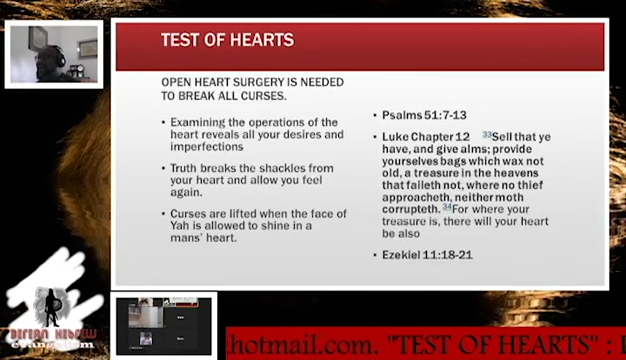 TEST OF HEARTS
OPEN HEART SURGERY IS NEEDED
TO BREAK ALL CURSES.
• Examining the operations of the
heart reveals all your desires and
imperfections
• Truth breaks the shackles from
your heart and allow you feel
again.
• Curses are lifted when the face of
Yah is allowed to shine in a
mans' heart.
• Psalms 51:7-13
• Luke Chapter 12 33Sell that ye
have, and give alms; provide
yourselves bags which wax not
old, a treasure in the heavens
that faileth not, where no thief
approacheth, neither moth
corrupteth. 34For where your
treasure is, there will your heart
be also
• Ezekiel 11:18-21
BEREAN HEBREW
hotmail.com. "TEST OF HEARTS" :